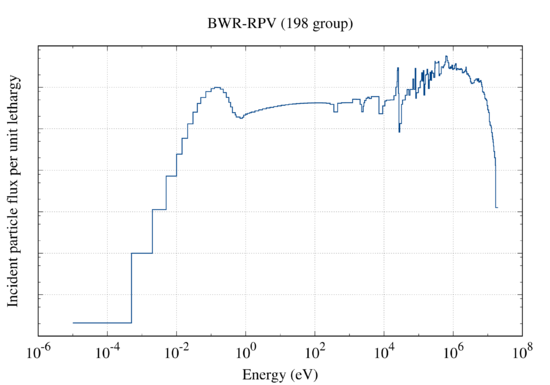 BWR-RPV (198 group)
Incident particle flux per unit lethargy
10^-6 10^-4 10^-2 10^0 10^2 10^4 10^6 10^8
Energy (eV)